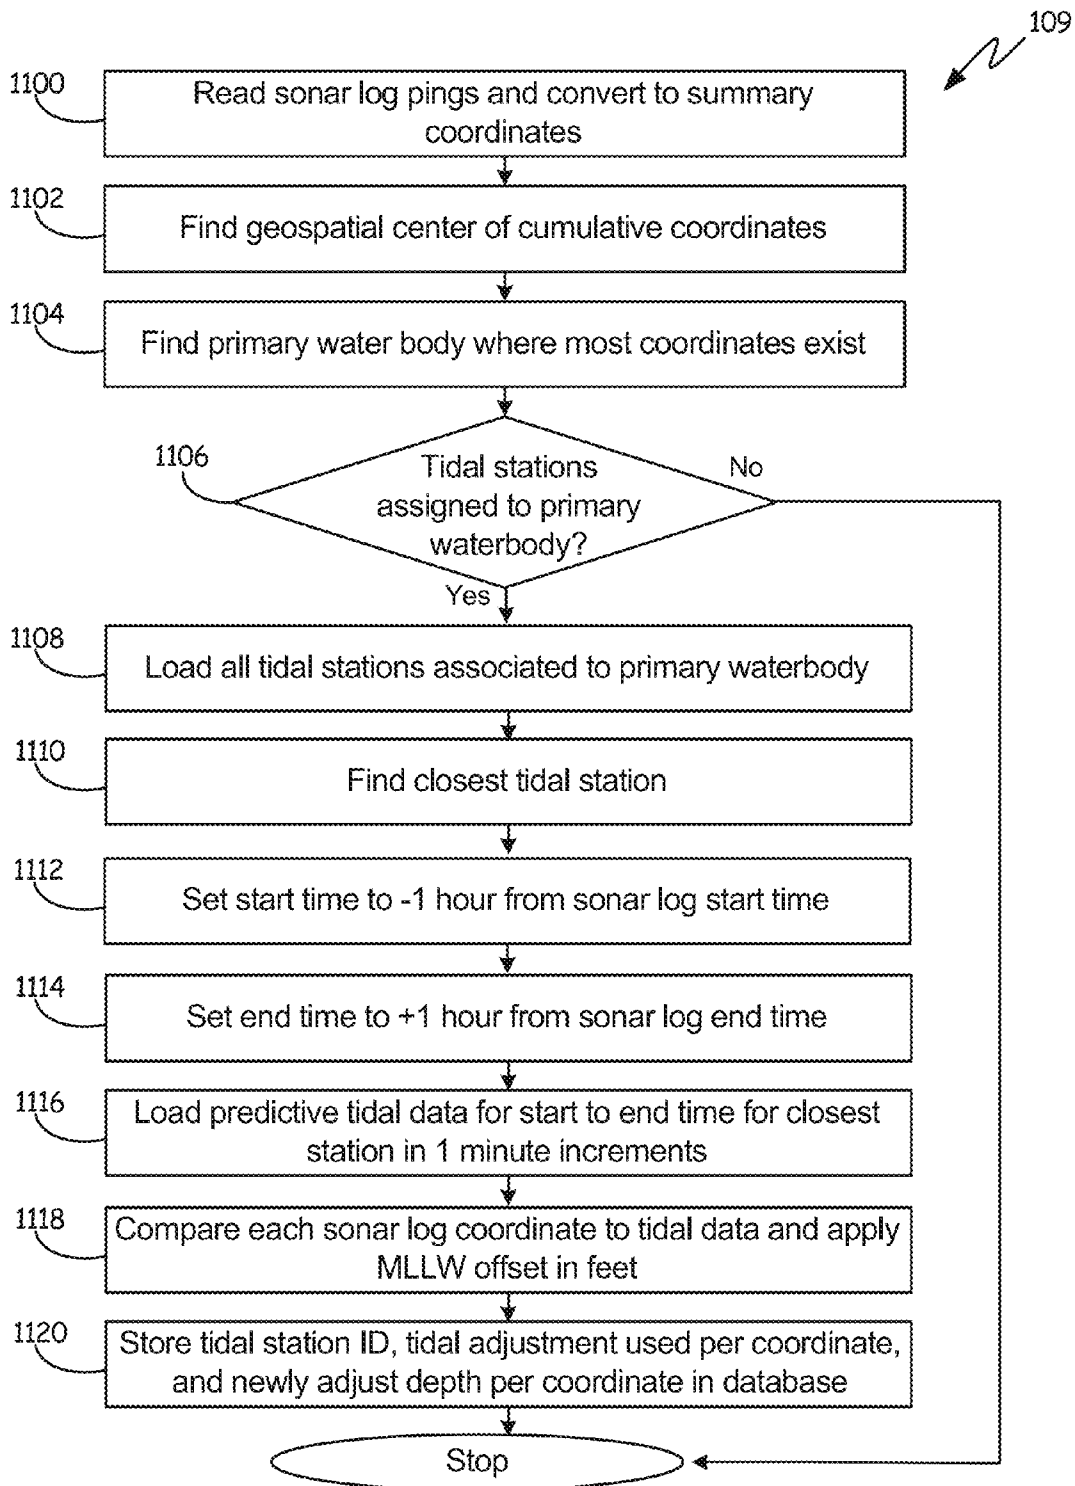 109
1100
Read sonar log pings and convert to summary
coordinates
1102
Find geospatial center of cumulative coordinates
1104
Find primary water body where most coordinates exist
1106
Tidal stations
assigned to primary
waterbody?
No
Yes
1108
Load all tidal stations associated to primary waterbody
1110
Find closest tidal station
1112
Set start time to -1 hour from sonar log start time
1114
Set end time to +1 hour from sonar log end time
1116
Load predictive tidal data for start to end time for closest
station in 1 minute increments
1118
Compare each sonar log coordinate to tidal data and apply
MLLW offset in feet
1120
Store tidal station ID, tidal adjustment used per coordinate,
and newly adjust depth per coordinate in database
Stop